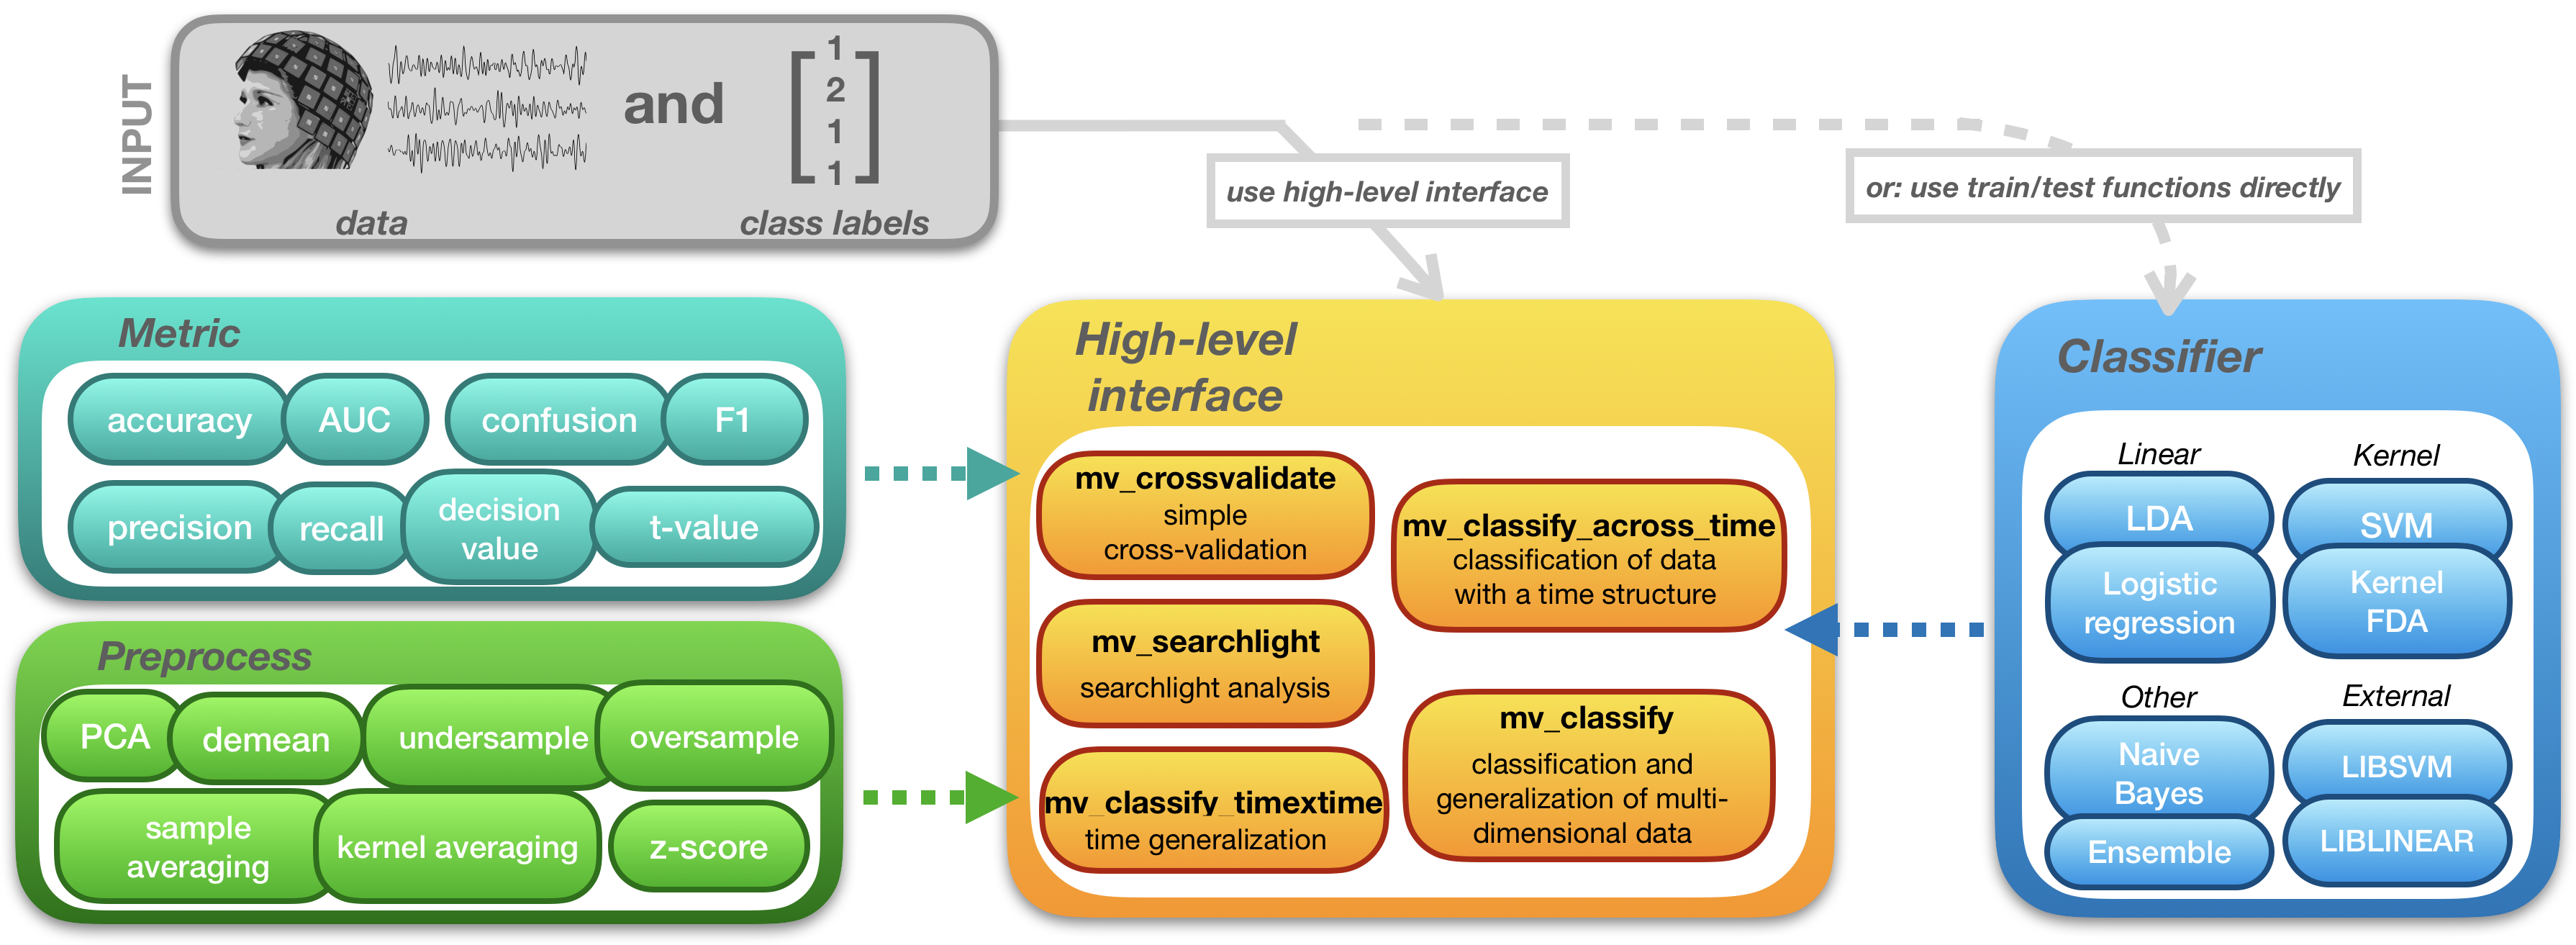 INPUT
and
1
2
1
1
data
class labels
use high-level interface
or: use train/test functions directly
Metric
accuracy
AUC
confusion
F1
precision
recall
decision
value
t-value
Preprocess
PCA
demean
undersample
oversample
sample
averaging
kernel averaging
z-score
High-level
interface
mv_crossvalidate
simple
cross-validation
mv_searchlight
searchlight analysis
mv_classify_timextime
time generalization
mv_classify_across_time
classification of data
with a time structure
mv_classify
classification and
generalization of multi-
dimensional data
Classifier
Linear
LDA
Logistic
regression
Kernel
SVM
Kernel
FDA
Other
Naive
Bayes
Ensemble
External
LIBSVM
LIBLINEAR